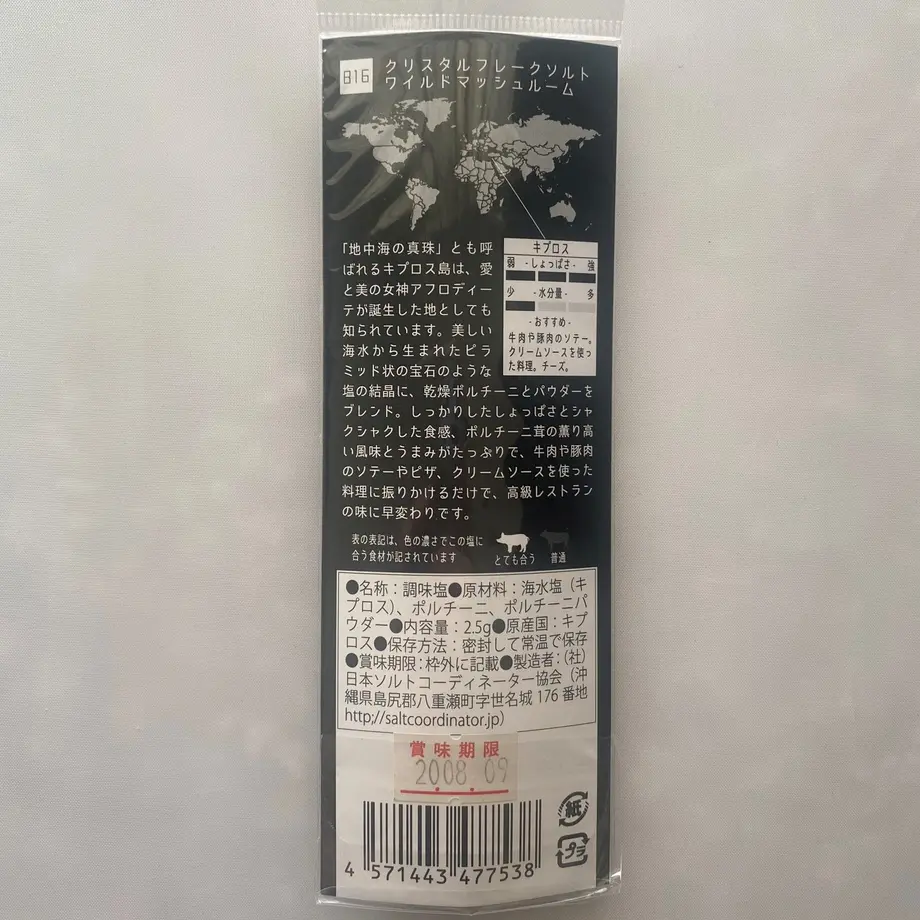 816
クリスタルフレークソルト
ワイルドマッシュルーム
「地中海の真珠」とも呼
ばれるキプロス島は、愛
と美の女神アフロディー
テが誕生した地としても
知られています。美しい
海水から生まれたピラ
ミッド状の宝石のような
塩の結晶に、乾燥ポルチーニとパウダーを
ブレンド。しっかりしたしょっぱさとシャ
クシャクした食感、ポルチーニ茸の薫り高
い風味とうまみがたっぷりで、牛肉や豚肉
のソテーやピザ、クリームソースを使った
料理に振りかけるだけで、高級レストラン
の味に早変わりです。
キプロス
弱 -しょっぱさ- 強
少 -水分量- 多
-おすすめ-
牛肉や豚肉のソテー。
クリームソースを使っ
た料理。チーズ。
表の表記は、色の濃さでこの塩に
合う食材が記されています
とても合う 普通
●名称：調味塩●原材料：海水塩（キ
プロス）、ポルチーニ、ポルチーニパ
ウダー●内容量：2.5g●原産国：キプ
ロス●保存方法：密封して常温で保存
●賞味期限：枠外に記載●製造者：（社）
日本ソルトコーディネーター協会（沖
縄県島尻郡八重瀬町字世名城 176 番地
http://saltcoordinator.jp）
賞味期限
2008.09
4 571443 477538
紙
プラ